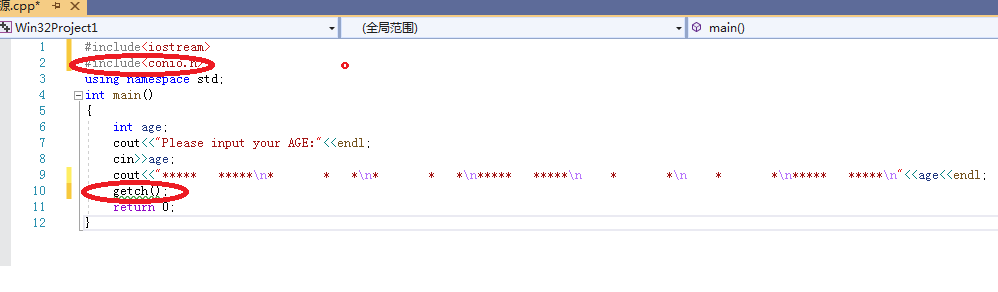 源.cpp*
Win32Project1 (全局范围) main()
1 #include<iostream>
2 #include<conio.h>
3 using namespace std;
4 int main()
5 {
6 int age;
7 cout<<"Please input your AGE:"<<endl;
8 cin>>age;
9 cout<<"*****   *****\n*       *   *\n*       *   *\n*****   *****\n    *       *\n    *       *\n*****   *****\n"<<age<<endl;
10 getch();
11 return 0;
12 }